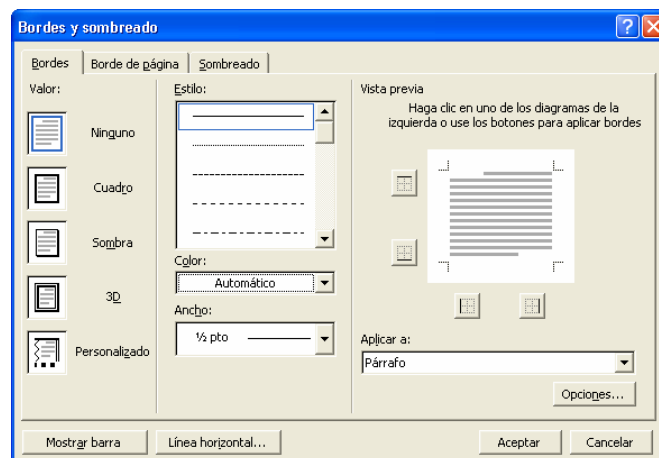 Bordes y sombreado
Bordes
Borde de página
Sombreado
Valor:
Ninguno
Cuadro
Sombra
3D
Personalizado
Estilo:
Color:
Automático
Ancho:
½ pto
Vista previa
Haga clic en uno de los diagramas de la
izquierda o use los botones para aplicar bordes
Aplicar a:
Párrafo
Opciones...
Mostrar barra
Línea horizontal...
Aceptar
Cancelar